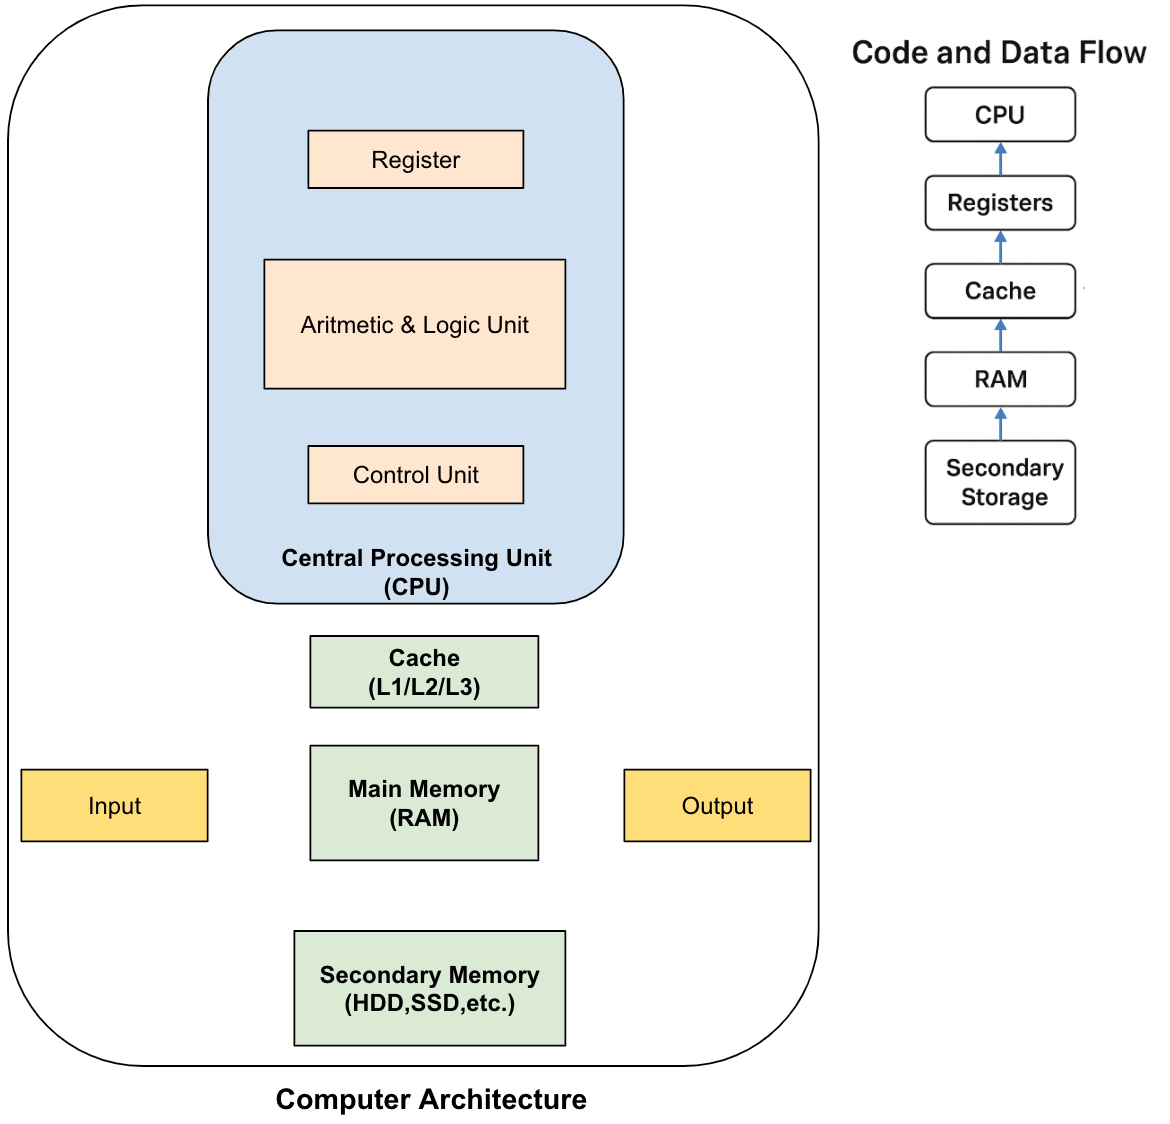 Register
Aritmetic & Logic Unit
Control Unit
Central Processing Unit
(CPU)
Cache
(L1/L2/L3)
Input
Main Memory
(RAM)
Output
Secondary Memory
(HDD,SSD,etc.)
Computer Architecture
Code and Data Flow
CPU
Registers
Cache
RAM
Secondary
Storage